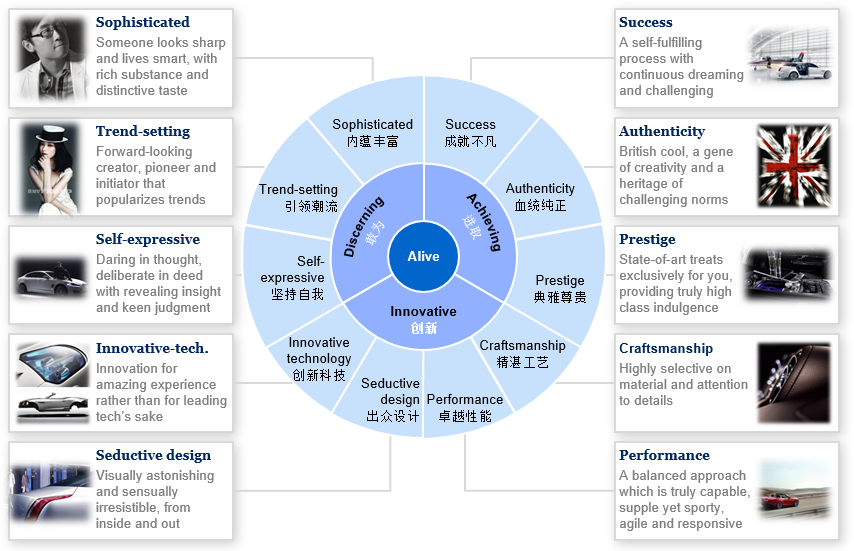 Sophisticated
Someone looks sharp
and lives smart, with
rich substance and
distinctive taste
Trend-setting
Forward-looking
creator, pioneer and
initiator that
popularizes trends
Self-expressive
Daring in thought,
deliberate in deed
with revealing insight
and keen judgment
Innovative-tech.
Innovation for
amazing experience
rather than for leading
tech's sake
Seductive design
Visually astonishing
and sensually
irresistible, from
inside and out
Sophisticated
内蕴丰富
Success
成就不凡
Trend-setting
引领潮流
Authenticity
血统纯正
Discerning
敢为
Achieving
进取
Alive
Self-
expressive
坚持自我
Prestige
典雅尊贵
Innovative
创新
Innovative
technology
创新科技
Craftsmanship
精湛工艺
Seductive
design
出众设计
Performance
卓越性能
Success
A self-fulfilling
process with
continuous dreaming
and challenging
Authenticity
British cool, a gene
of creativity and a
heritage of
challenging norms
Prestige
State-of-art treats
exclusively for you,
providing truly high
class indulgence
Craftsmanship
Highly selective on
material and attention
to details
Performance
A balanced approach
which is truly capable,
supple yet sporty,
agile and responsive